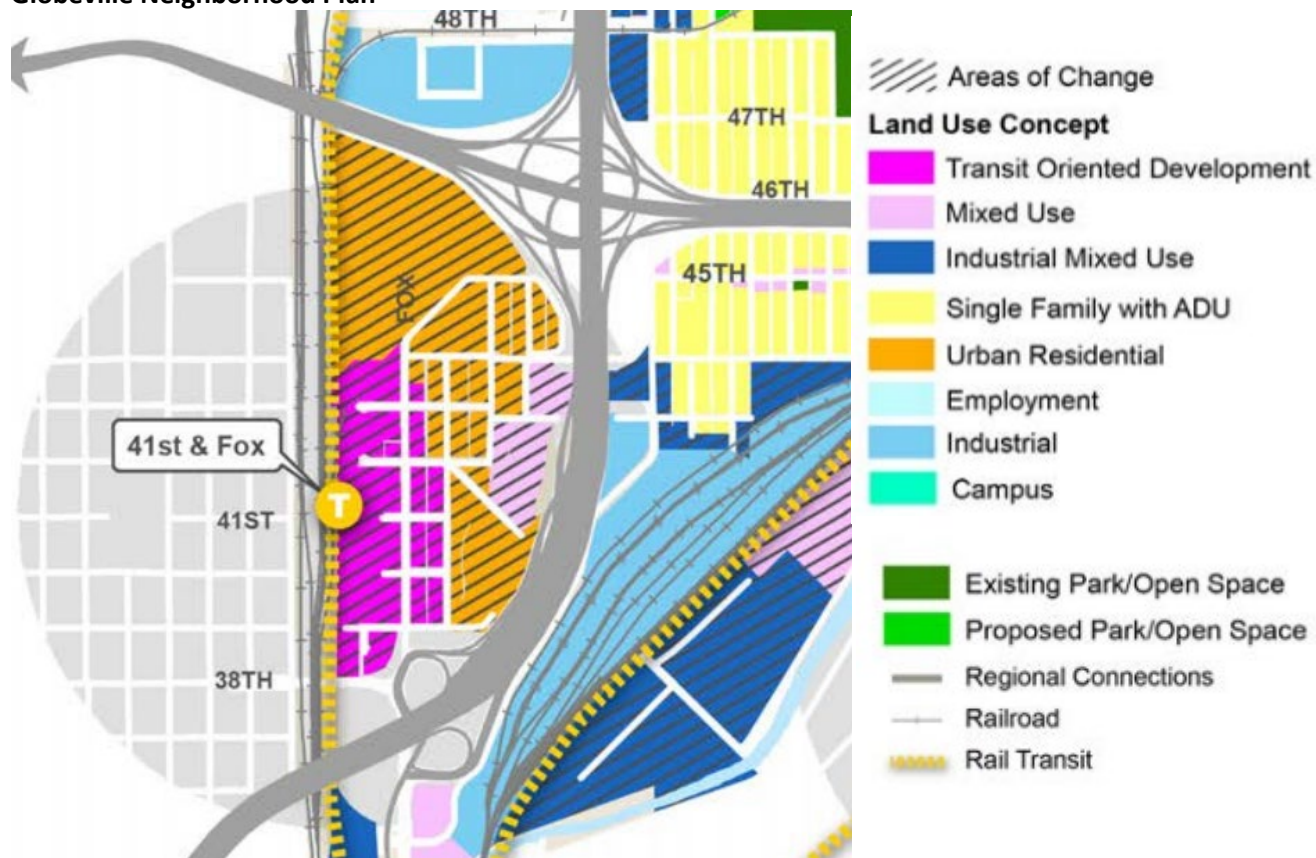 Globeville Neighborhood Plan
48TH
47TH
46TH
45TH
FOX
41st & Fox
T
41ST
38TH
Areas of Change
Land Use Concept
Transit Oriented Development
Mixed Use
Industrial Mixed Use
Single Family with ADU
Urban Residential
Employment
Industrial
Campus
Existing Park/Open Space
Proposed Park/Open Space
Regional Connections
Railroad
Rail Transit